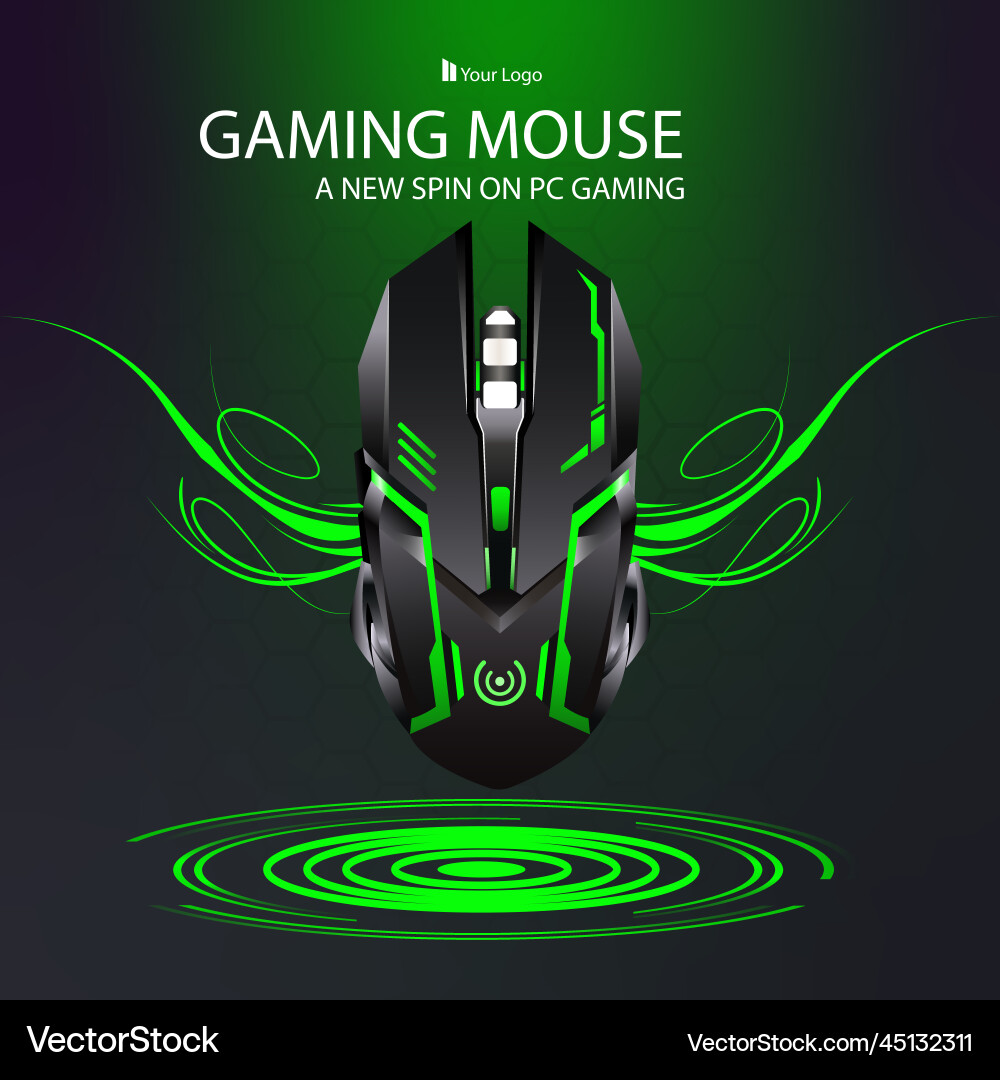 Your Logo
GAMING MOUSE
A NEW SPIN ON PC GAMING
VectorStock
VectorStock.com/45132311